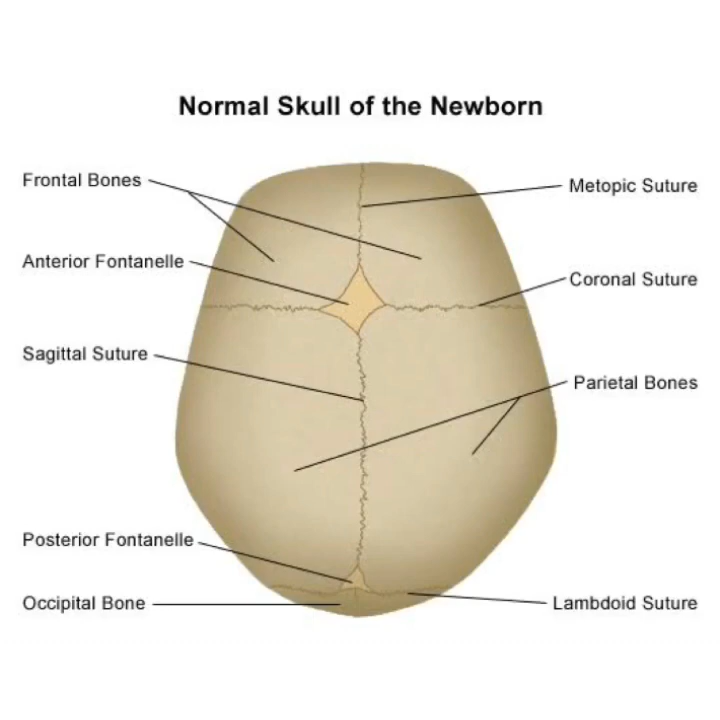 Normal Skull of the Newborn
Frontal Bones
Metopic Suture
Anterior Fontanelle
Coronal Suture
Sagittal Suture
Parietal Bones
Posterior Fontanelle
Occipital Bone
Lambdoid Suture